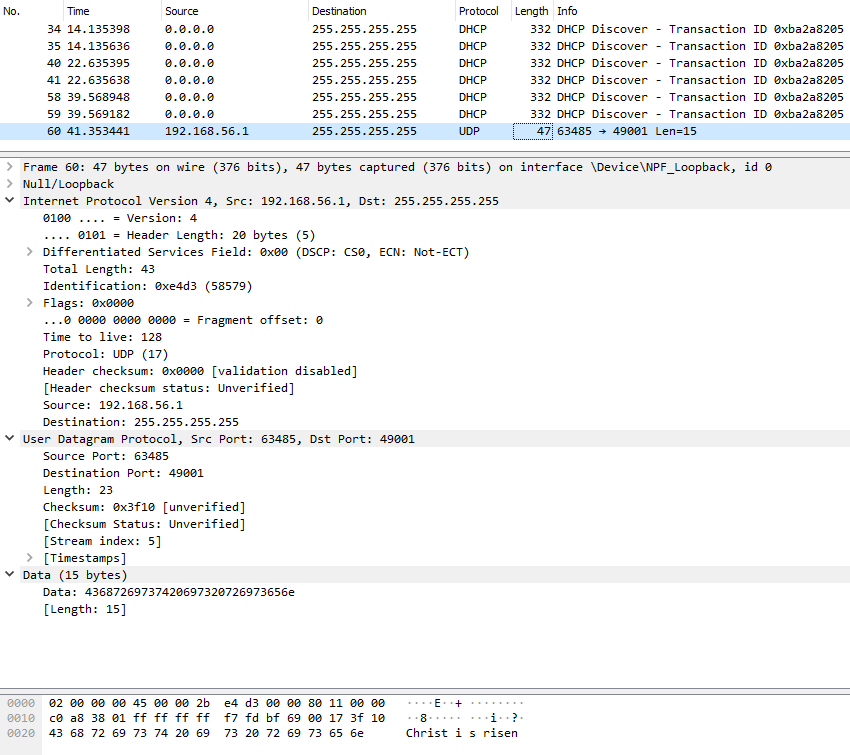 No. Time Source Destination Protocol Length Info
34 14.135398 0.0.0.0 255.255.255.255 DHCP 332 DHCP Discover - Transaction ID 0xba2a8205
35 14.135636 0.0.0.0 255.255.255.255 DHCP 332 DHCP Discover - Transaction ID 0xba2a8205
40 22.635395 0.0.0.0 255.255.255.255 DHCP 332 DHCP Discover - Transaction ID 0xba2a8205
41 22.635638 0.0.0.0 255.255.255.255 DHCP 332 DHCP Discover - Transaction ID 0xba2a8205
58 39.568948 0.0.0.0 255.255.255.255 DHCP 332 DHCP Discover - Transaction ID 0xba2a8205
59 39.569182 0.0.0.0 255.255.255.255 DHCP 332 DHCP Discover - Transaction ID 0xba2a8205
60 41.353441 192.168.56.1 255.255.255.255 UDP 47 63485 → 49001 Len=15
Frame 60: 47 bytes on wire (376 bits), 47 bytes captured (376 bits) on interface \Device\NPF_Loopback, id 0
Null/Loopback
Internet Protocol Version 4, Src: 192.168.56.1, Dst: 255.255.255.255
0100 .... = Version: 4
.... 0101 = Header Length: 20 bytes (5)
Differentiated Services Field: 0x00 (DSCP: CS0, ECN: Not-ECT)
Total Length: 43
Identification: 0xe4d3 (58579)
Flags: 0x0000
...0 0000 0000 0000 = Fragment offset: 0
Time to live: 128
Protocol: UDP (17)
Header checksum: 0x0000 [validation disabled]
[Header checksum status: Unverified]
Source: 192.168.56.1
Destination: 255.255.255.255
User Datagram Protocol, Src Port: 63485, Dst Port: 49001
Source Port: 63485
Destination Port: 49001
Length: 23
Checksum: 0x3f10 [unverified]
[Checksum Status: Unverified]
[Stream index: 5]
[Timestamps]
Data (15 bytes)
Data: 436872697374206973207269736 56e
[Length: 15]
0000 02 00 00 00 45 00 00 2b e4 d3 00 00 80 11 00 00 ····E··+ ········
0010 c0 a8 38 01 ff ff ff ff f7 fd bf 69 00 17 3f 10 ··8····· ···i··?·
0020 43 68 72 69 73 74 20 69 73 20 72 69 73 65 6e Christ i s risen